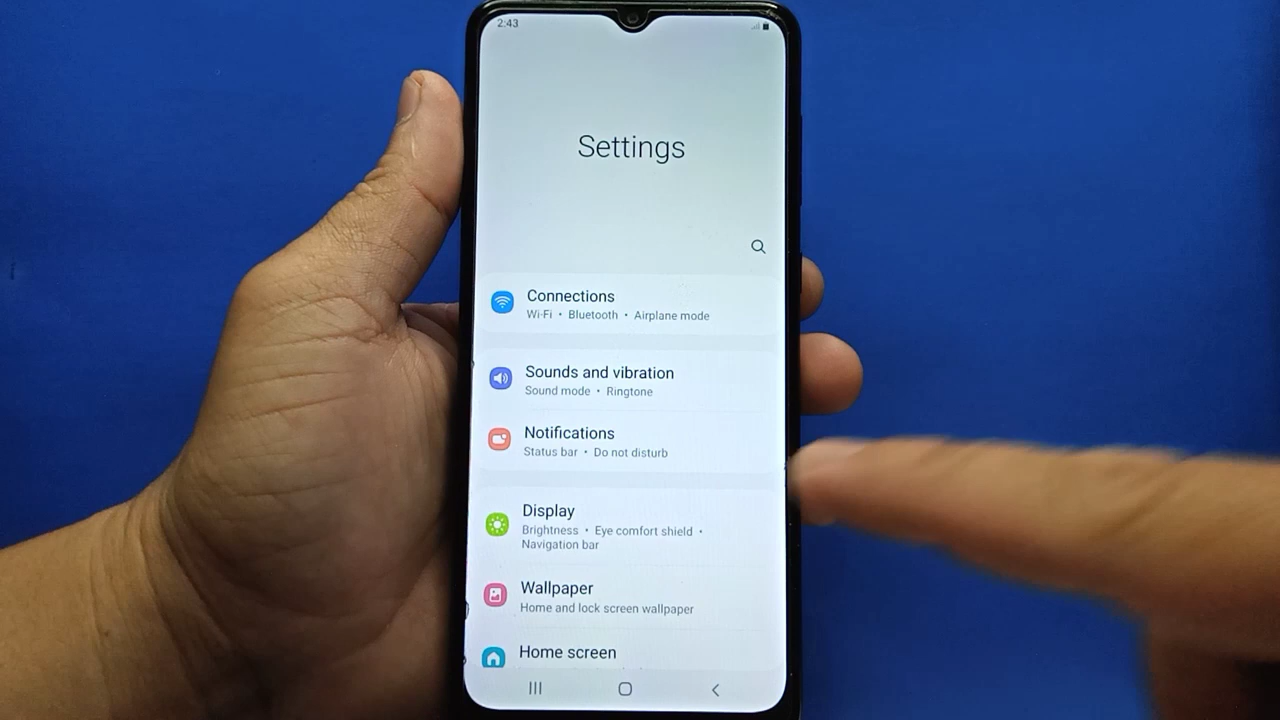 2:43
Settings
Connections
Wi-Fi • Bluetooth • Airplane mode
Sounds and vibration
Sound mode • Ringtone
Notifications
Status bar • Do not disturb
Display
Brightness • Eye comfort shield •
Navigation bar
Wallpaper
Home and lock screen wallpaper
Home screen